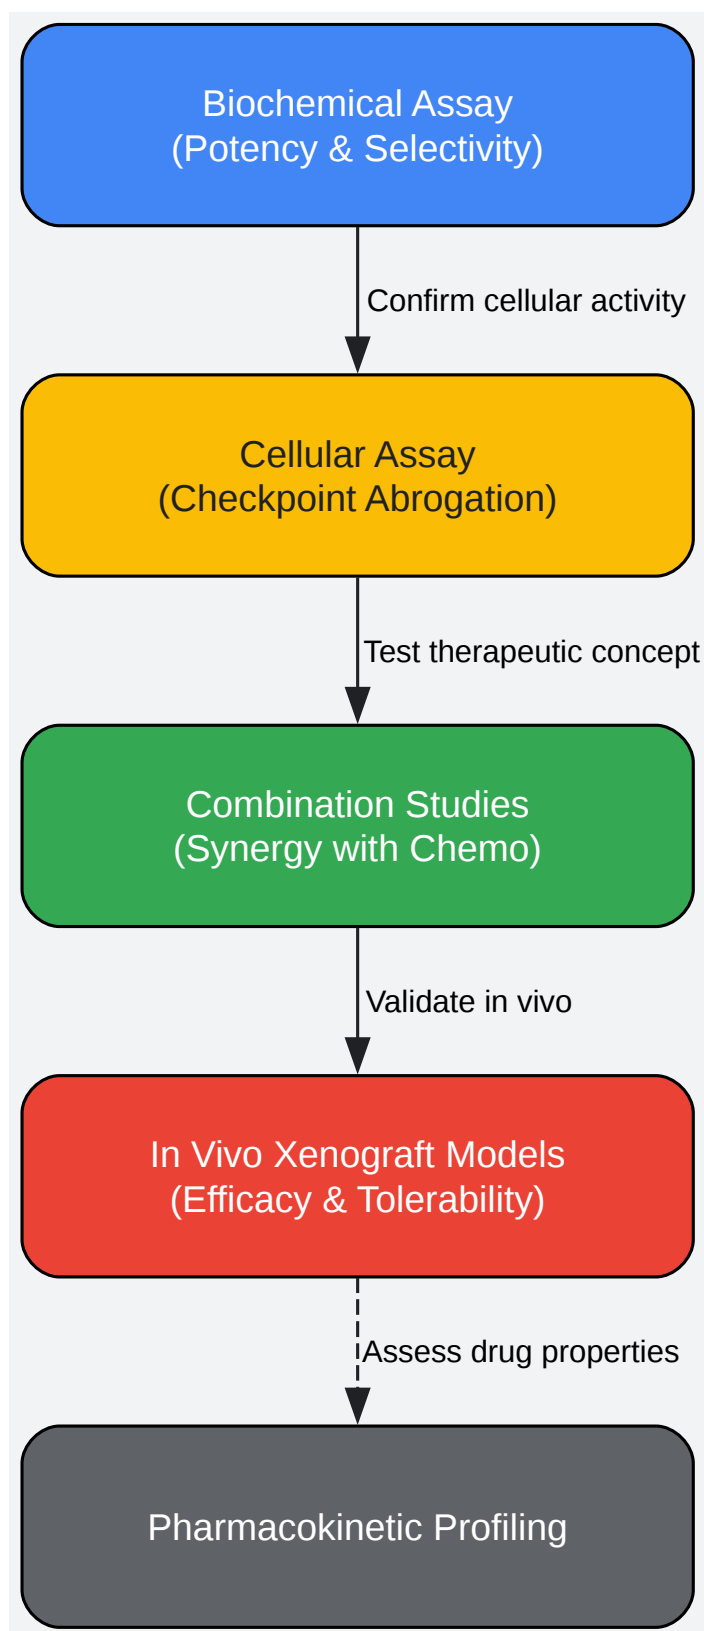 Biochemical Assay
(Potency & Selectivity)
Confirm cellular activity
Cellular Assay
(Checkpoint Abrogation)
Test therapeutic concept
Combination Studies
(Synergy with Chemo)
Validate in vivo
In Vivo Xenograft Models
(Efficacy & Tolerability)
Assess drug properties
Pharmacokinetic Profiling